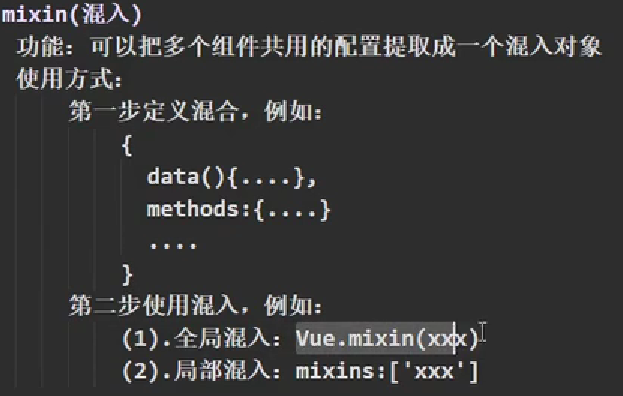 mixin(混入)
功能：可以把多个组件共用的配置提取成一个混入对象
使用方式：
第一步定义混合，例如：
{
data(){....},
methods:{....}
....
}
第二步使用混入，例如：
(1).全局混入：Vue.mixin(xxx)
(2).局部混入：mixins:['xxx']